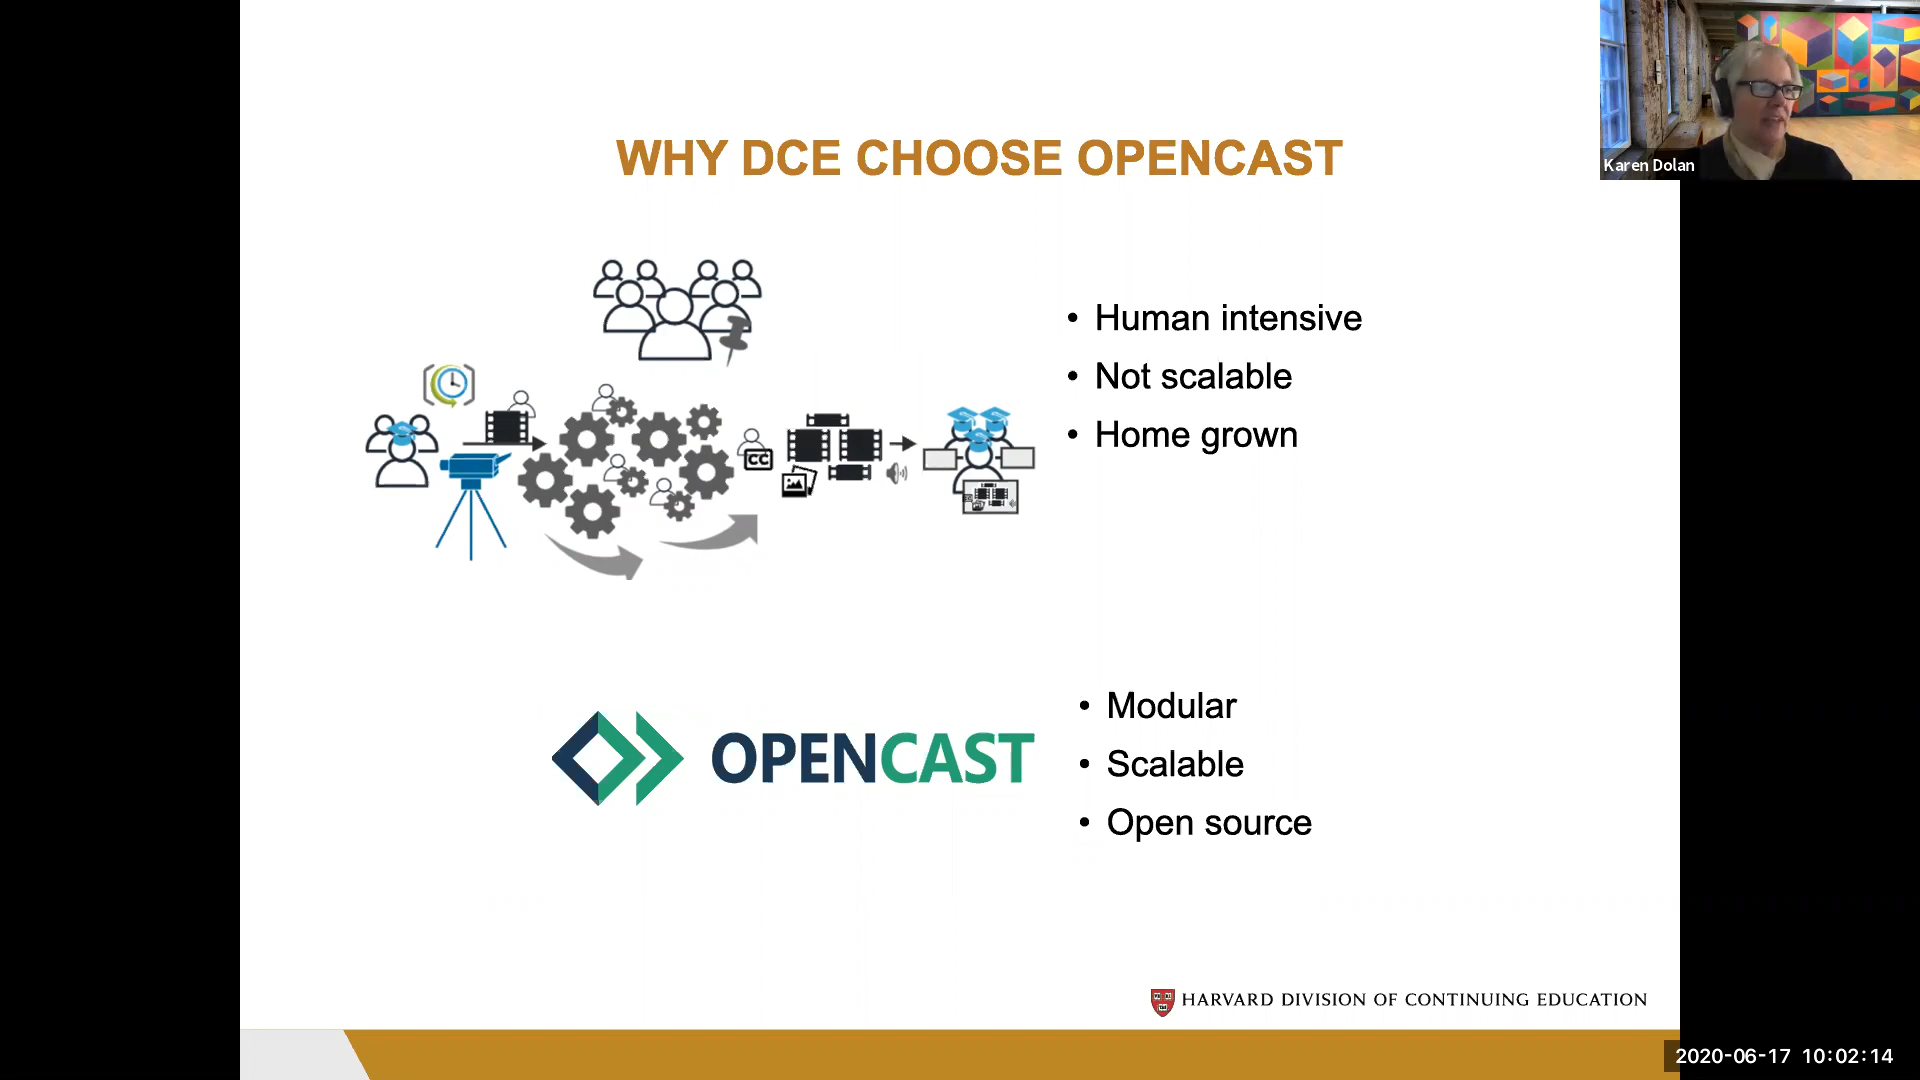 Karen Dolan
WHY DCE CHOOSE OPENCAST
• Human intensive
• Not scalable
• Home grown
CC
OPENCAST
• Modular
• Scalable
• Open source
HARVARD DIVISION OF CONTINUING EDUCATION
2020-06-17 10:02:14